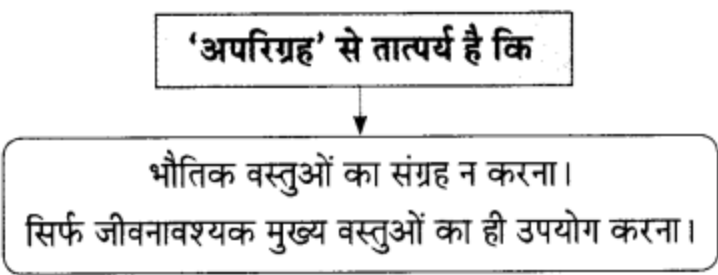 ‘अपरिग्रह’ से तात्पर्य है कि
भौतिक वस्तुओं का संग्रह न करना।
सिर्फ जीवनावश्यक मुख्य वस्तुओं का ही उपयोग करना।